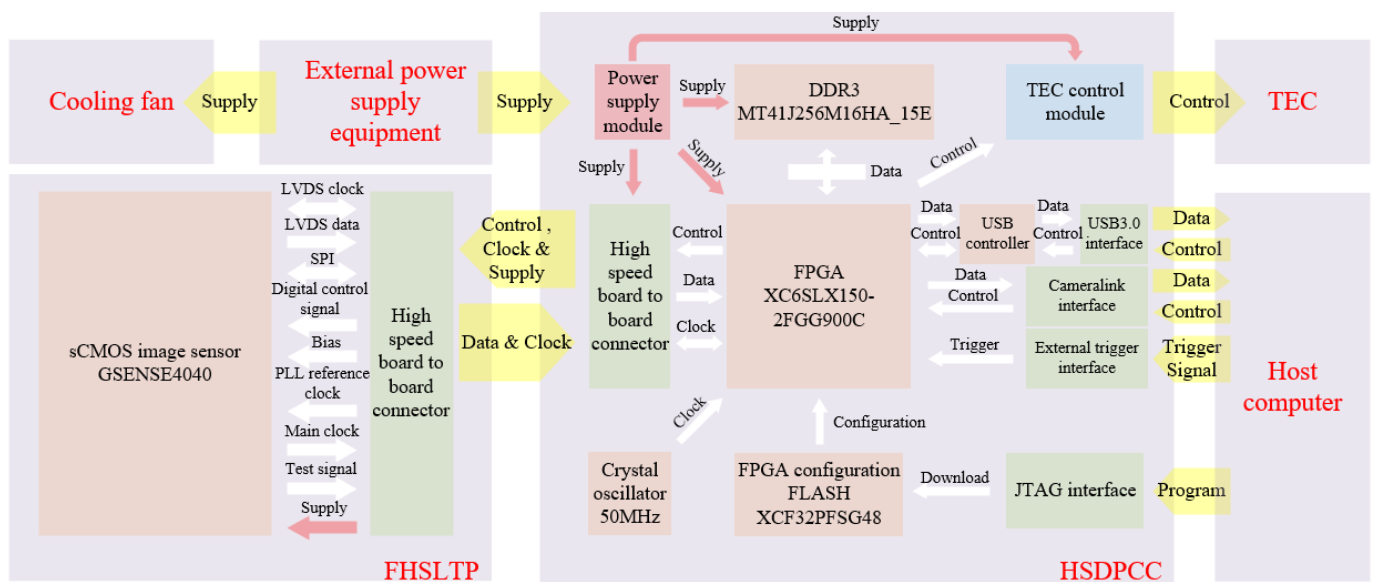 Cooling fan
Supply
External power
supply
equipment
Supply
Supply
Power
supply
module
Supply
DDR3
MT41J256M16HA_15E
TEC control
module
Control
TEC
Supply
Supply
Data
Control
sCMOS image sensor
GSENSE4040
LVDS clock
LVDS data
SPI
Digital control
signal
Bias
PLL reference
clock
Main clock
Test signal
Supply
High
speed
board to
board
connector
FHSLTP
Control ,
Clock &
Supply
Data & Clock
High
speed
board to
board
connector
Control
Data
Clock
FPGA
XC6SLX150-
2FGG900C
Data
Control
USB
controller
Data
Control
USB3.0
interface
Data
Control
Data
Control
Cameralink
interface
Data
Control
Trigger
External trigger
interface
Trigger
Signal
Host
computer
Clock
Configuration
Crystal
oscillator
50MHz
FPGA configuration
FLASH
XCF32PFSG48
Download
JTAG interface
Program
HSDPCC